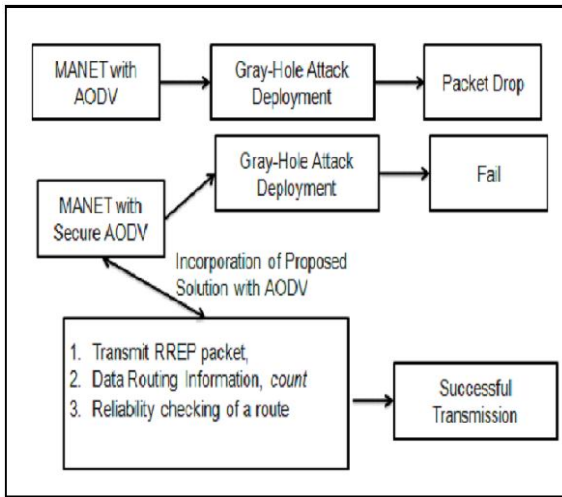 MANET with
AODV
Gray-Hole Attack
Deployment
Packet Drop
Gray-Hole Attack
Deployment
Fail
MANET with
Secure AODV
Incorporation of Proposed
Solution with AODV
1. Transmit RREP packet,
2. Data Routing Information, count
3. Reliability checking of a route
Successful
Transmission